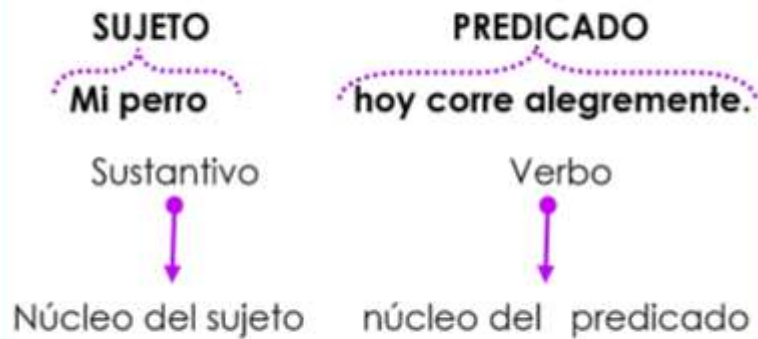 SUJETO PREDICADO
Mi perro hoy corre alegremente.
Sustantivo Verbo
Núcleo del sujeto núcleo del predicado